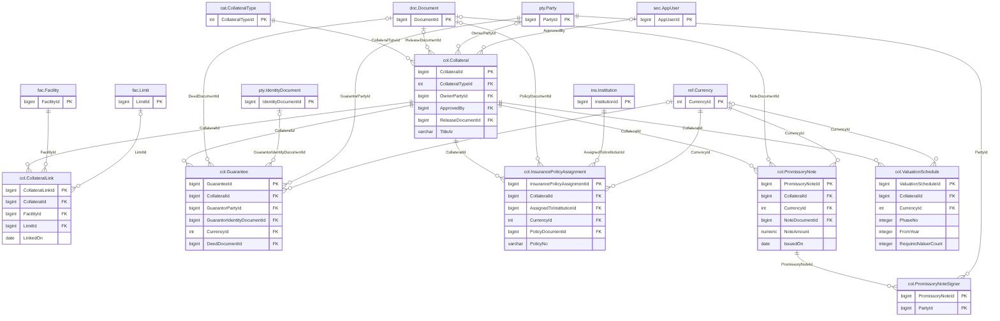 cat.CollateralType
int CollateralTypeId PK
doc.Document
bigint DocumentId PK
pty.Party
bigint PartyId PK
sec.AppUser
bigint AppUserId PK
ApprovedBy
OwnerPartyId
CollateralTypeId
ReleaseDocumentId
col.Collateral
bigint CollateralId PK
int CollateralTypeId FK
bigint OwnerPartyId FK
bigint ApprovedBy FK
bigint ReleaseDocumentId FK
varchar TitleAr
fac.Facility
bigint FacilityId PK
fac.Limit
bigint LimitId PK
pty.IdentityDocument
bigint IdentityDocumentId PK
ins.Institution
bigint InstitutionId PK
ref.Currency
int CurrencyId PK
DeedDocumentId
GuarantorPartyId
PolicyDocumentId
NoteDocumentId
CollateralId
CollateralId
CollateralId
CollateralId
CurrencyId
CurrencyId
PartyId
FacilityId
LimitId
GuarantorIdentityDocumentId
CollateralId
AssignedToInstitutionId
CurrencyId
col.CollateralLink
bigint CollateralLinkId PK
bigint CollateralId FK
bigint FacilityId FK
bigint LimitId FK
date LinkedOn
col.Guarantee
bigint GuaranteeId PK
bigint CollateralId FK
bigint GuarantorPartyId FK
bigint GuarantorIdentityDocumentId FK
int CurrencyId FK
bigint DeedDocumentId FK
col.InsurancePolicyAssignment
bigint InsurancePolicyAssignmentId PK
bigint CollateralId FK
bigint AssignedToInstitutionId FK
int CurrencyId FK
bigint PolicyDocumentId FK
varchar PolicyNo
col.PromissoryNote
bigint PromissoryNoteId PK
bigint CollateralId FK
int CurrencyId FK
bigint NoteDocumentId FK
numeric NoteAmount
date IssuedOn
col.ValuationSchedule
bigint ValuationScheduleId PK
bigint CollateralId FK
int CurrencyId FK
integer PhaseNo
integer FromYear
integer RequiredValuerCount
PromissoryNoteId
col.PromissoryNoteSigner
bigint PromissoryNoteId PK
bigint PartyId PK